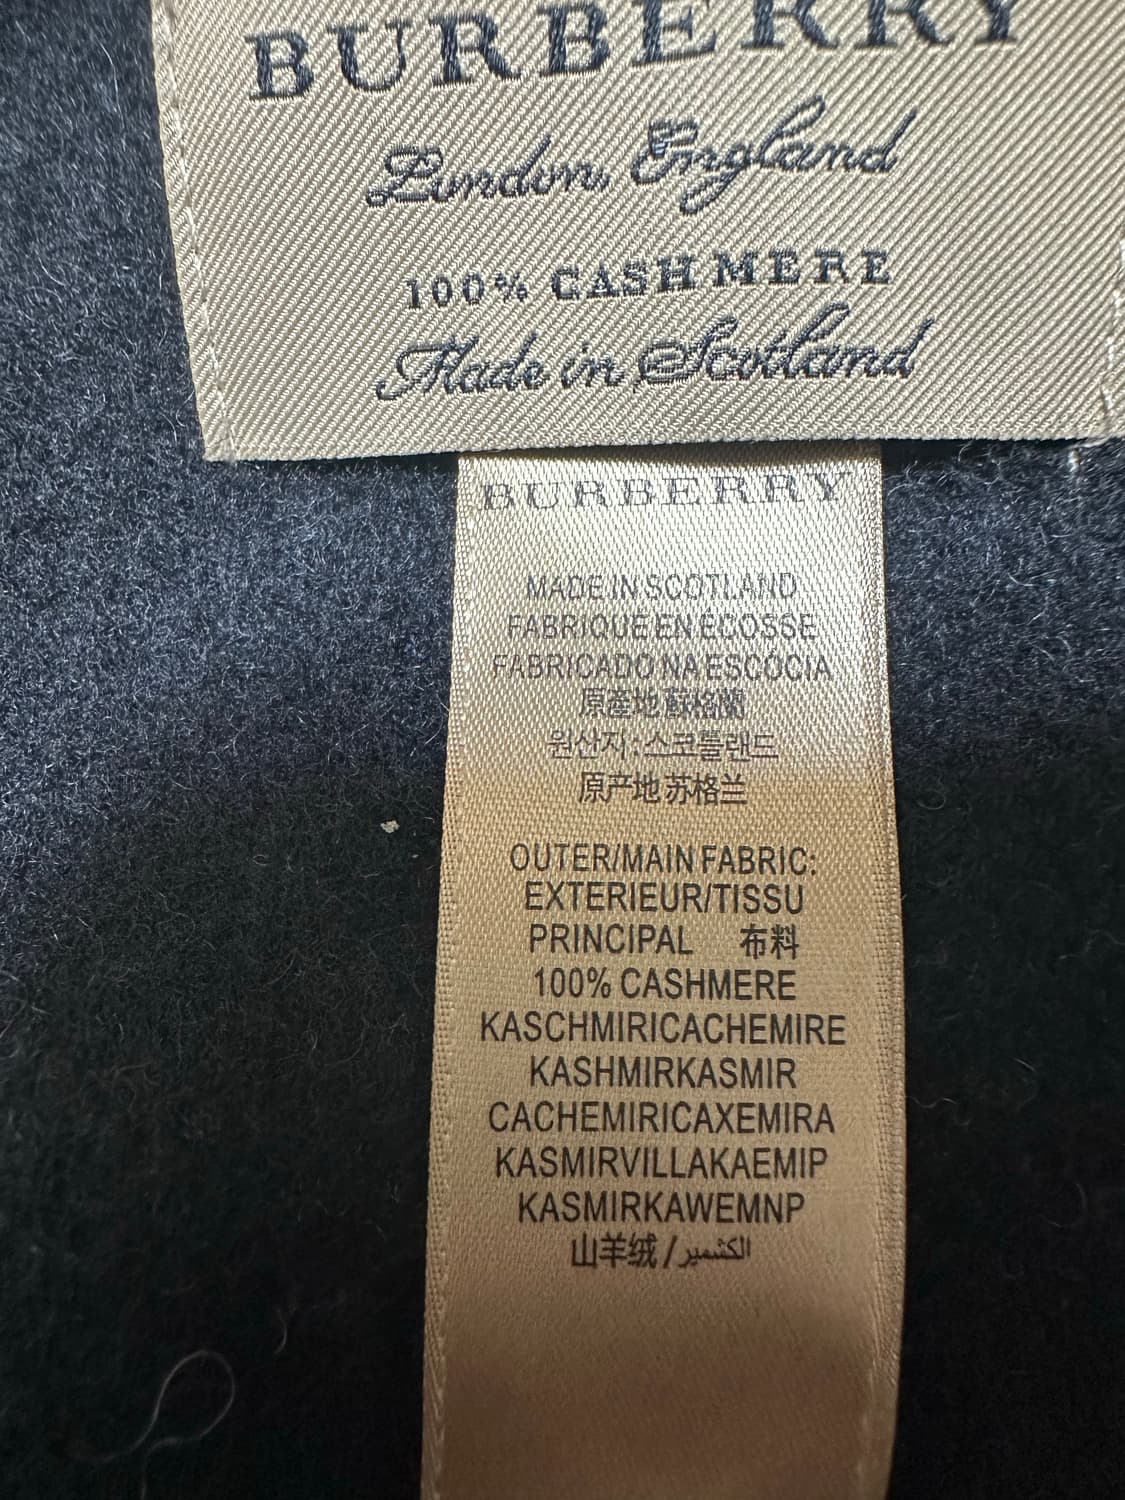 BURBERRY
London, England
100% CASHMERE
Made in Scotland
BURBERRY
MADE IN SCOTLAND
FABRIQUE EN ÉCOSSE
FABRICADO NA ESCÓCIA
原產地 蘇格蘭
원산지:스코틀랜드
原产地 苏格兰
OUTER/MAIN FABRIC:
EXTERIEUR/TISSU
PRINCIPAL 布料
100% CASHMERE
KASCHMIRICACHEMIRE
KASHMIRKASMIR
CACHEMIRICAXEMIRA
KASMIRVILLAKAEMIP
KASMIRKAWEMNP
山羊绒 / الكشمير